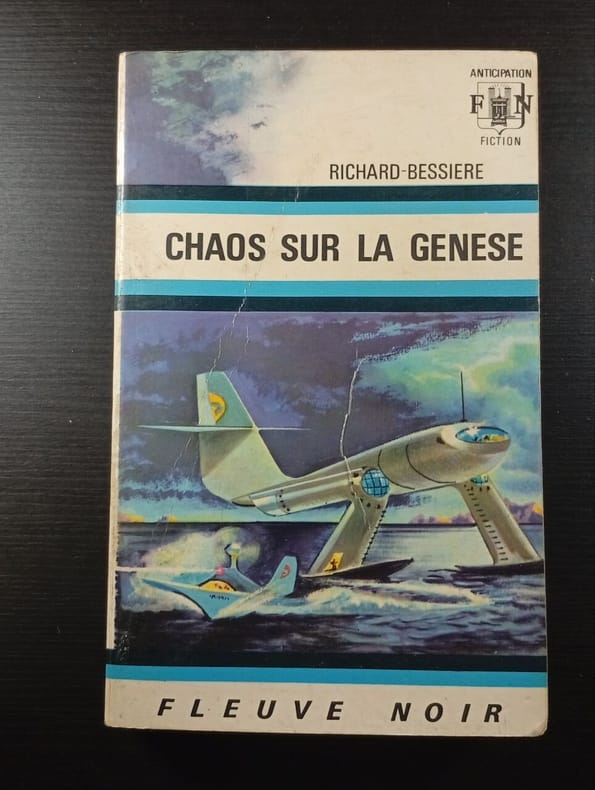 ANTICIPATION
F N
FICTION
RICHARD-BESSIERE
CHAOS SUR LA GENESE
FLEUVE NOIR